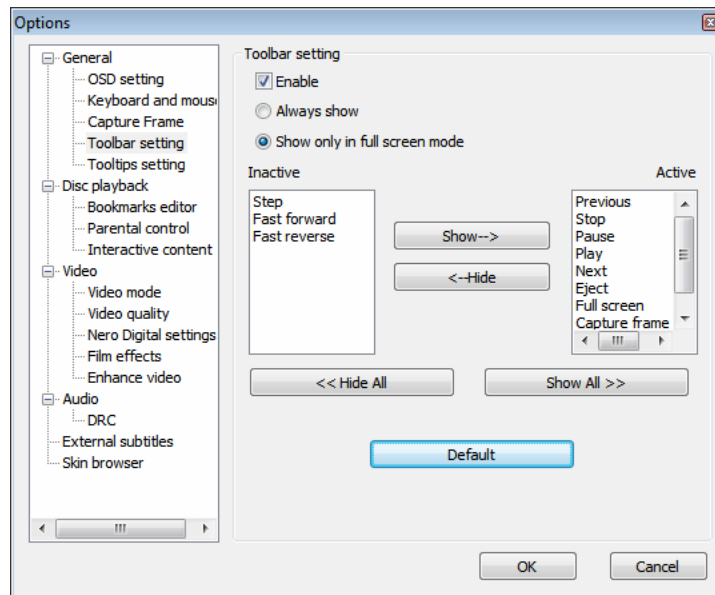 Options
General
OSD setting
Keyboard and mous
Capture Frame
Toolbar setting
Tooltips setting
Disc playback
Bookmarks editor
Parental control
Interactive content
Video
Video mode
Video quality
Nero Digital settings
Film effects
Enhance video
Audio
DRC
External subtitles
Skin browser
Toolbar setting
Enable
Always show
Show only in full screen mode
Inactive
Step
Fast forward
Fast reverse
Show-->
<--Hide
Active
Previous
Stop
Pause
Play
Next
Eject
Full screen
Capture frame
<< Hide All
Show All >>
Default
OK
Cancel